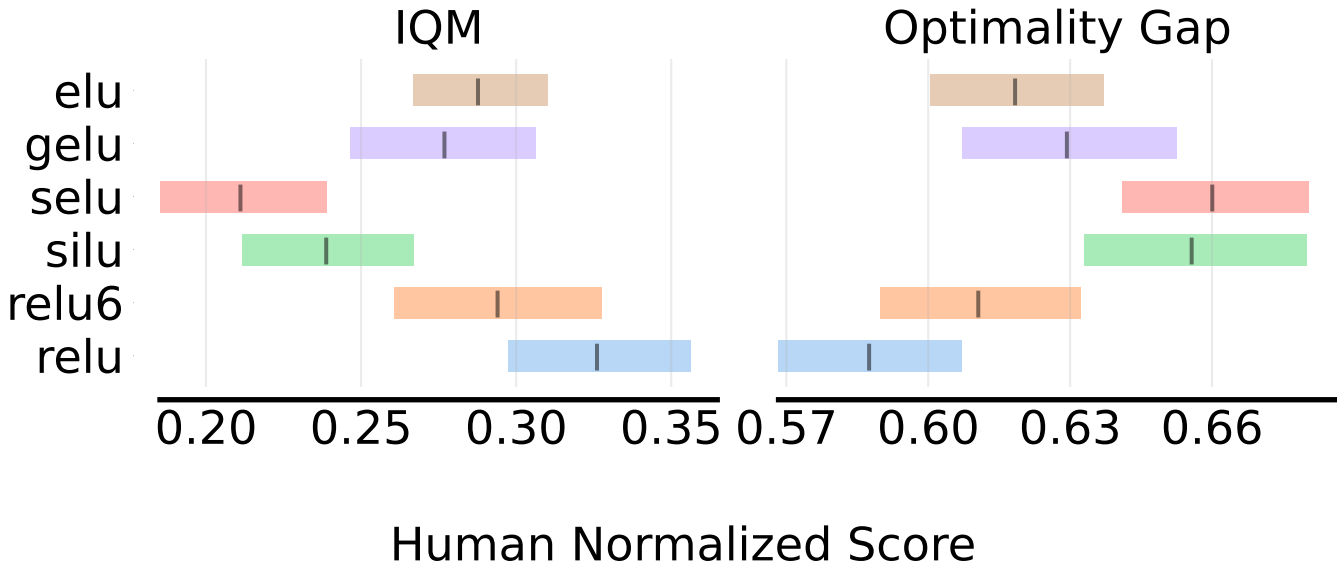 IQM Optimality Gap
elu
gelu
selu
silu
relu6
relu
0.20 0.25 0.30 0.35 0.57 0.60 0.63 0.66
Human Normalized Score